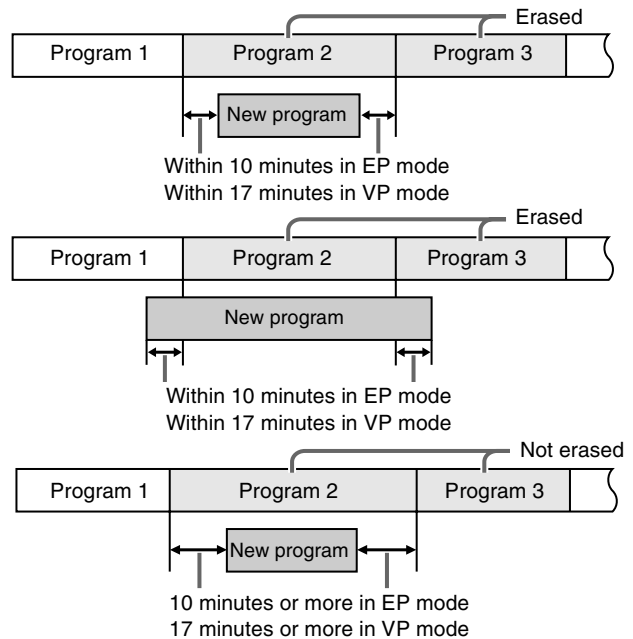 Erased
Program 1 Program 2 Program 3
New program
Within 10 minutes in EP mode
Within 17 minutes in VP mode
Erased
Program 1 Program 2 Program 3
New program
Within 10 minutes in EP mode
Within 17 minutes in VP mode
Not erased
Program 1 Program 2 Program 3
New program
10 minutes or more in EP mode
17 minutes or more in VP mode